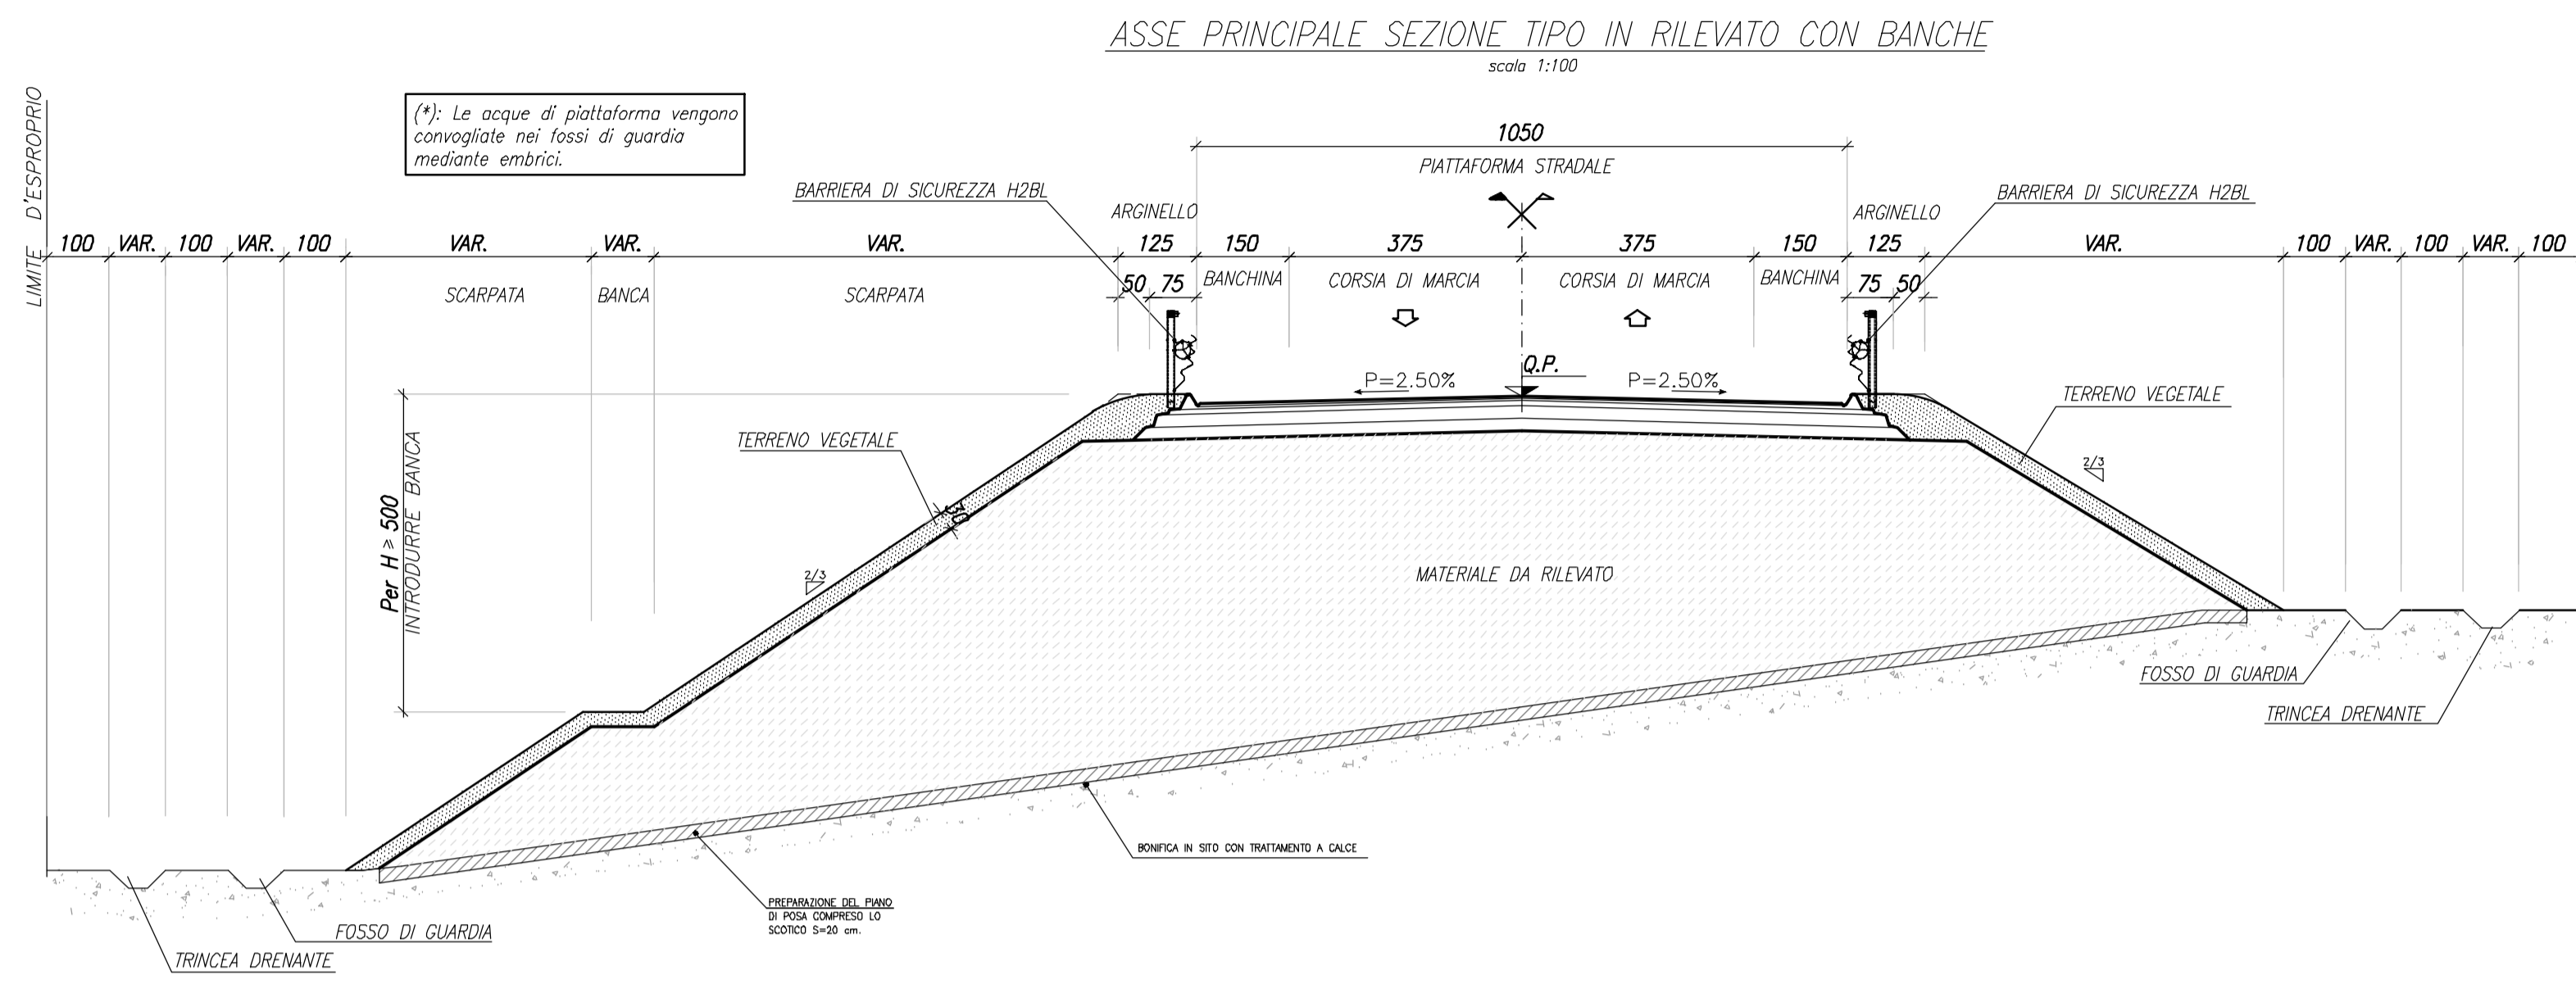 ASSE PRINCIPALE SEZIONE TIPO IN RILEVATO CON BANCHE
scala 1:100
LIMITE D'ESPROPRIO
(*): Le acque di piattaforma vengono
convogliate nei fossi di guardia
mediante embrici.
1050
PIATTAFORMA STRADALE
BARRIERA DI SICUREZZA H2BL
BARRIERA DI SICUREZZA H2BL
ARGINELLO
ARGINELLO
100 VAR. 100 VAR. 100 VAR. VAR. VAR. 125 150 375 375 150 125 VAR. 100 VAR. 100 VAR. 100
SCARPATA BANCA SCARPATA
50 75 BANCHINA CORSIA DI MARCIA CORSIA DI MARCIA BANCHINA 75 50
Q.P.
P=2.50% P=2.50%
TERRENO VEGETALE
TERRENO VEGETALE
2/3
30
Per H ≥ 500
INTRODURRE BANCA
2/3
MATERIALE DA RILEVATO
FOSSO DI GUARDIA
TRINCEA DRENANTE
BONIFICA IN SITO CON TRATTAMENTO A CALCE
PREPARAZIONE DEL PIANO
DI POSA COMPRESO LO
SCOTICO S=20 cm.
FOSSO DI GUARDIA
TRINCEA DRENANTE